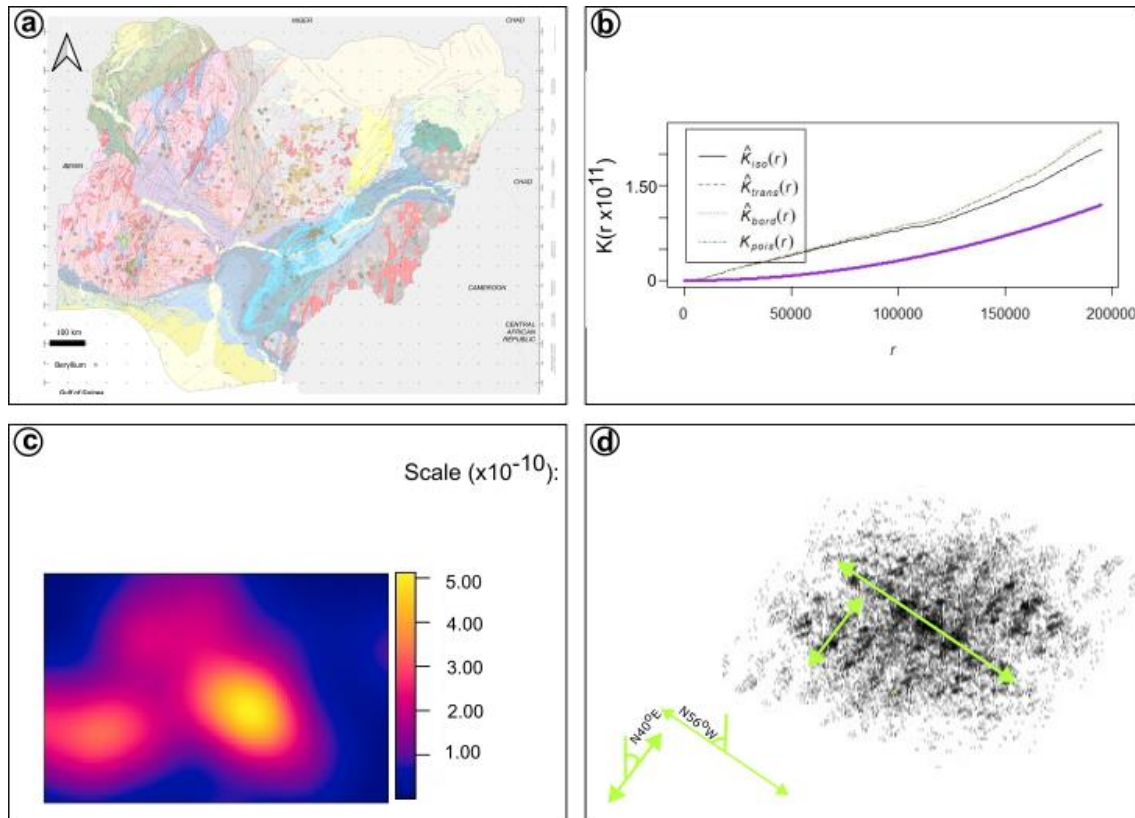 a
NIGER
CHAD
BENIN
CHAD
CAMEROON
CENTRAL
AFRICAN
REPUBLIC
100 km
Beryllium
Gulf of Guinea
b
K(r x10¹¹)
1.50
0
K̂iso(r)
K̂trans(r)
K̂bord(r)
Kpois(r)
0 50000 100000 150000 200000
r
c
Scale (x10⁻¹⁰):
5.00
4.00
3.00
2.00
1.00
d
N40°E
N56°W